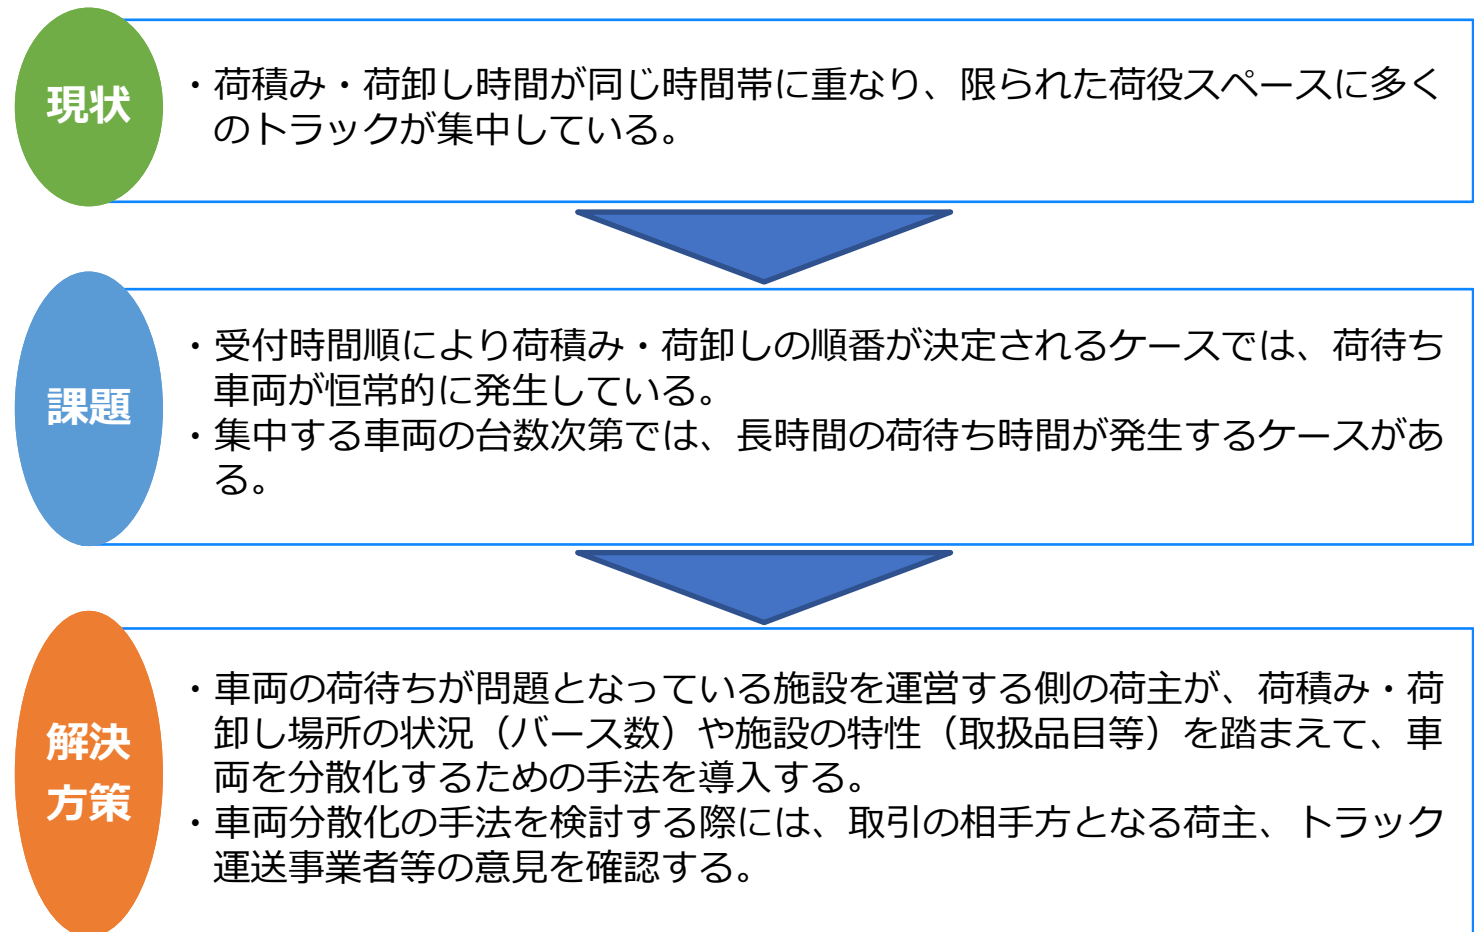 現状
・荷積み・荷卸し時間が同じ時間帯に重なり、限られた荷役スペースに多く
のトラックが集中している。
課題
・受付時間順により荷積み・荷卸しの順番が決定されるケースでは、荷待ち
車両が恒常的に発生している。
・集中する車両の台数次第では、長時間の荷待ち時間が発生するケースがあ
る。
解決
方策
・車両の荷待ちが問題となっている施設を運営する側の荷主が、荷積み・荷
卸し場所の状況（バース数）や施設の特性（取扱品目等）を踏まえて、車
両を分散化するための手法を導入する。
・車両分散化の手法を検討する際には、取引の相手方となる荷主、トラック
運送事業者等の意見を確認する。